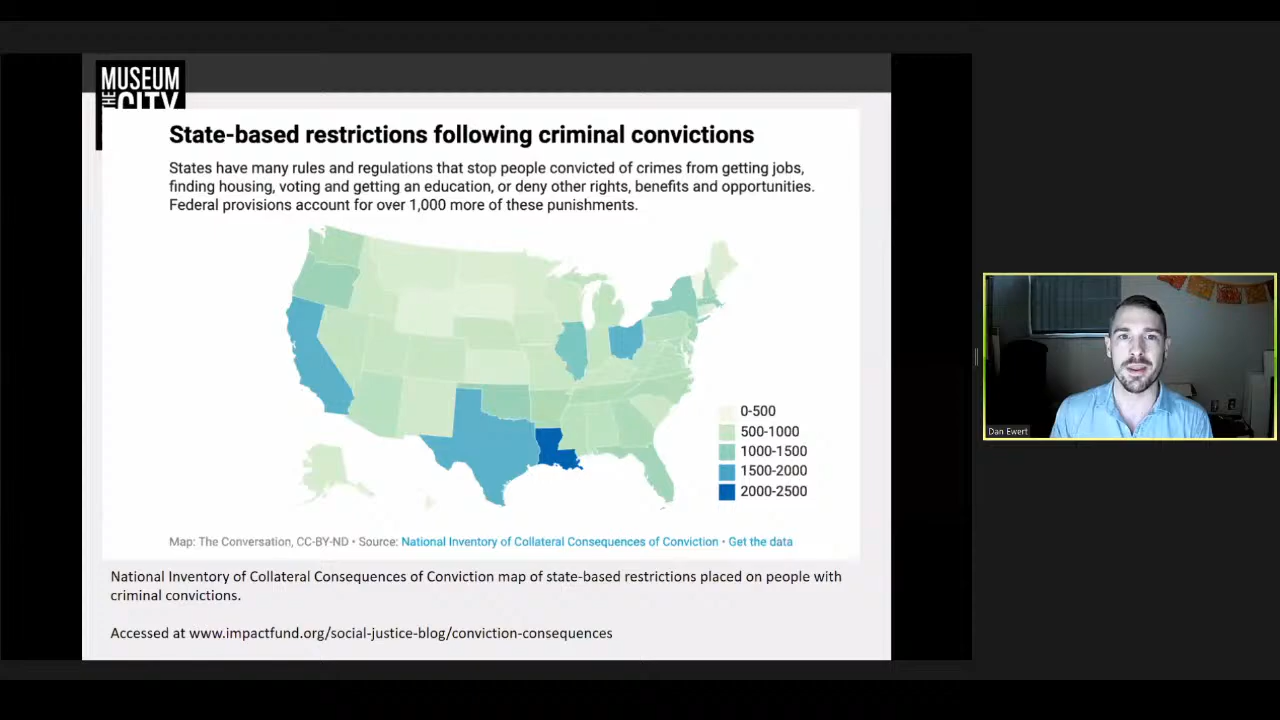 MUSEUM
THE
CITY
State-based restrictions following criminal convictions
States have many rules and regulations that stop people convicted of crimes from getting jobs,
finding housing, voting and getting an education, or deny other rights, benefits and opportunities.
Federal provisions account for over 1,000 more of these punishments.
0-500
500-1000
1000-1500
1500-2000
2000-2500
Map: The Conversation, CC-BY-ND • Source: National Inventory of Collateral Consequences of Conviction • Get the data
National Inventory of Collateral Consequences of Conviction map of state-based restrictions placed on people with
criminal convictions.
Accessed at www.impactfund.org/social-justice-blog/conviction-consequences
Dan Ewert